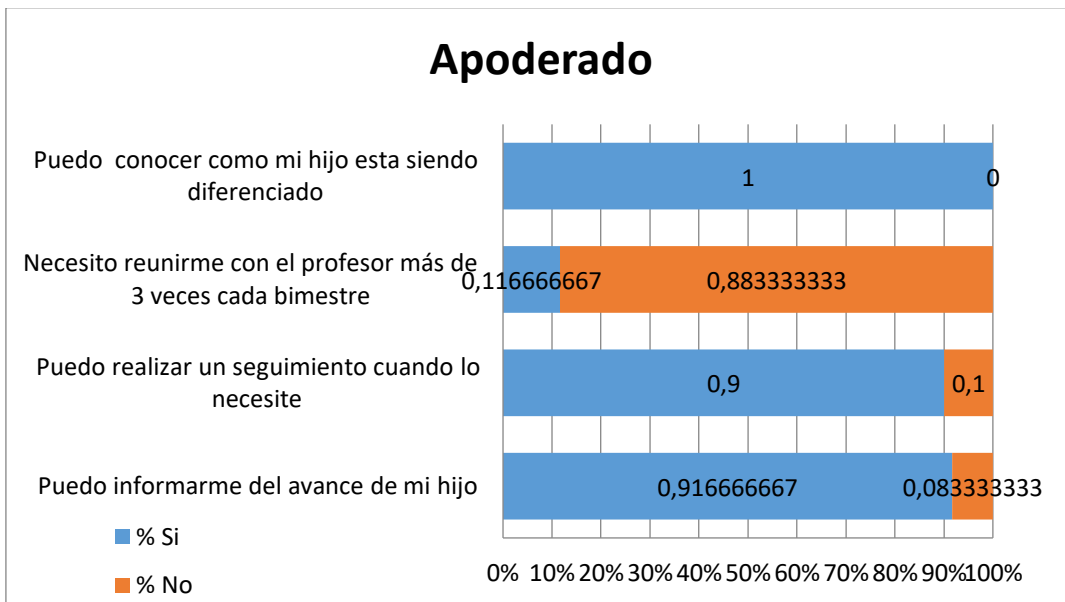 Apoderado
Puedo conocer como mi hijo esta siendo
diferenciado
1
0
Necesito reunirme con el profesor más de
3 veces cada bimestre
0,116666667
0,883333333
Puedo realizar un seguimiento cuando lo
necesite
0,9
0,1
Puedo informarme del avance de mi hijo
0,916666667
0,083333333
% Si
% No
0% 10% 20% 30% 40% 50% 60% 70% 80% 90% 100%